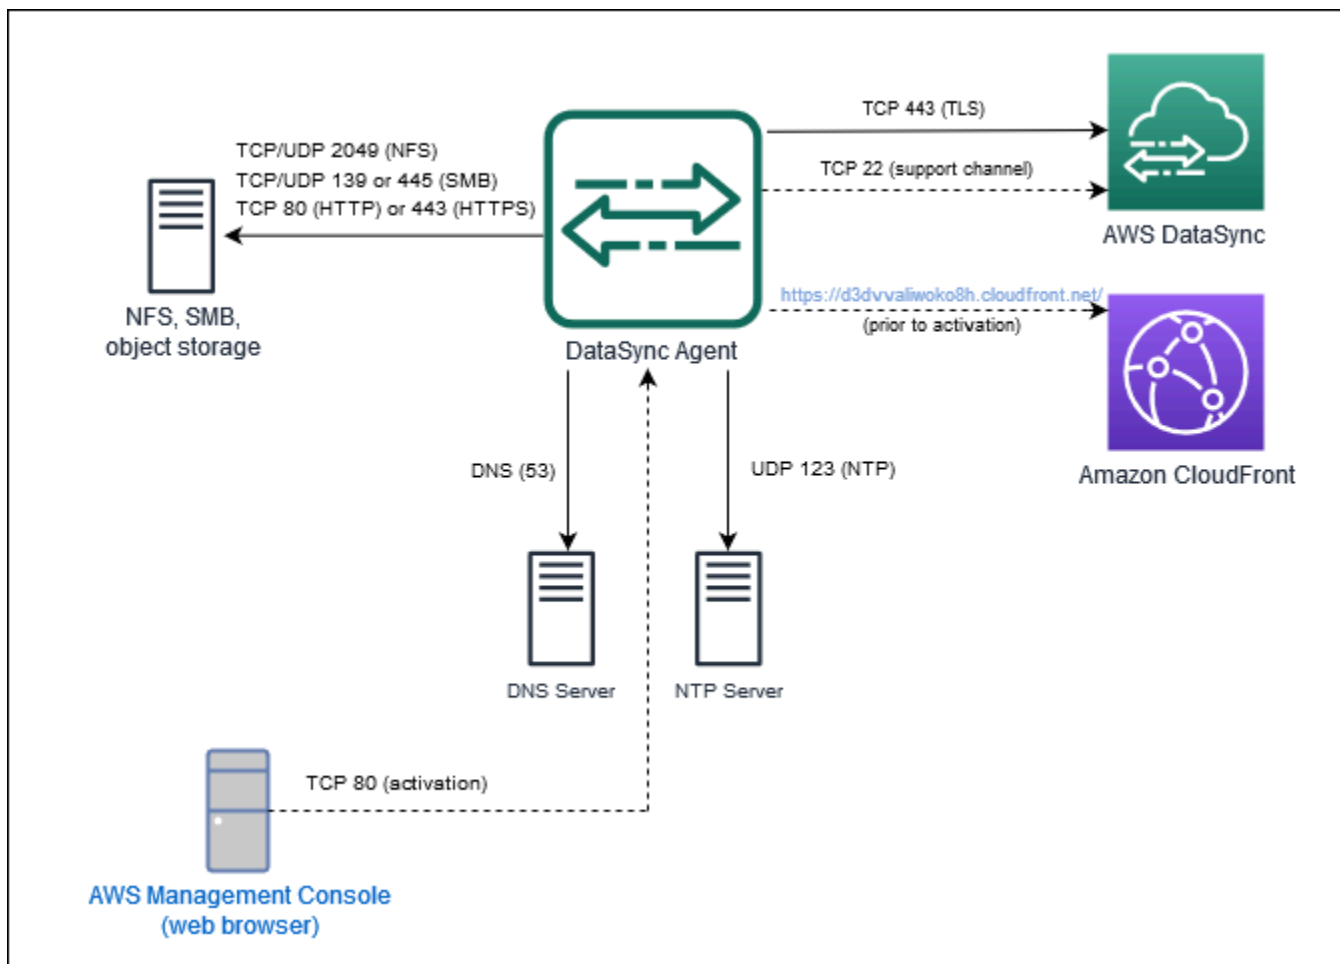 TCP 443 (TLS)
TCP/UDP 2049 (NFS)
TCP/UDP 139 or 445 (SMB)
TCP 80 (HTTP) or 443 (HTTPS)
TCP 22 (support channel)
AWS DataSync
https://d3dvvaliwoko8h.cloudfront.net/
(prior to activation)
NFS, SMB,
object storage
DataSync Agent
DNS (53)
UDP 123 (NTP)
Amazon CloudFront
DNS Server
NTP Server
TCP 80 (activation)
AWS Management Console
(web browser)